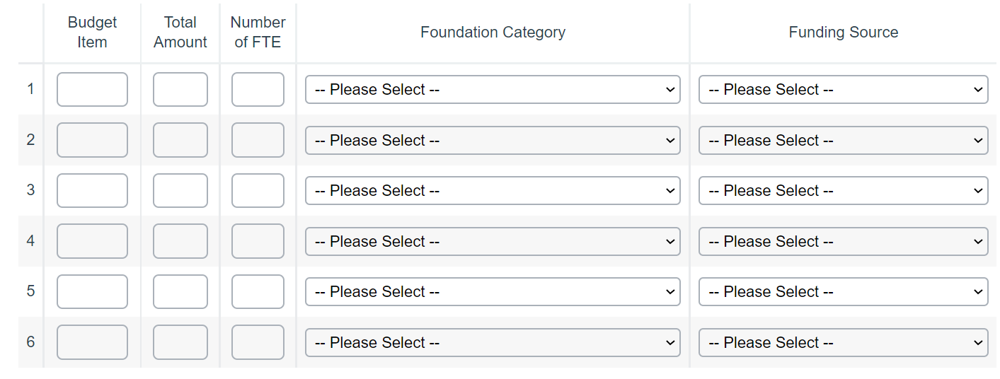 Budget Item
Total Amount
Number of FTE
Foundation Category
Funding Source
1
-- Please Select --
-- Please Select --
2
-- Please Select --
-- Please Select --
3
-- Please Select --
-- Please Select --
4
-- Please Select --
-- Please Select --
5
-- Please Select --
-- Please Select --
6
-- Please Select --
-- Please Select --